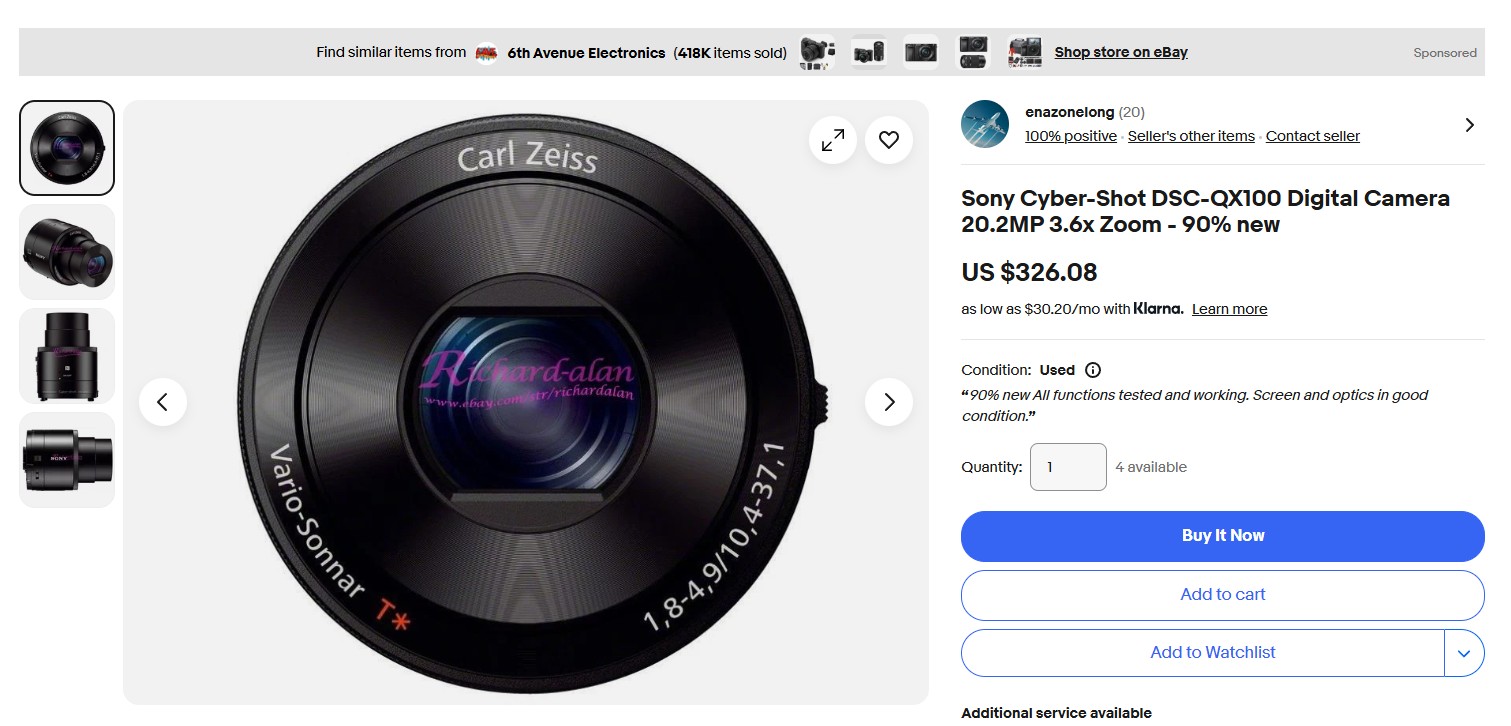 Find similar items from 6th Avenue Electronics (418K items sold) Shop store on eBay Sponsored
Carl Zeiss
Vario-Sonnar T*
1,8-4,9/10,4-37,1
Richard-alan
www.ebay.com/str/richardalan
SONY
enazonelong (20)
100% positive · Seller's other items · Contact seller
Sony Cyber-Shot DSC-QX100 Digital Camera
20.2MP 3.6x Zoom - 90% new
US $326.08
as low as $30.20/mo with Klarna. Learn more
Condition: Used
“90% new All functions tested and working. Screen and optics in good
condition.”
Quantity: 1 4 available
Buy It Now
Add to cart
Add to Watchlist
Additional service available